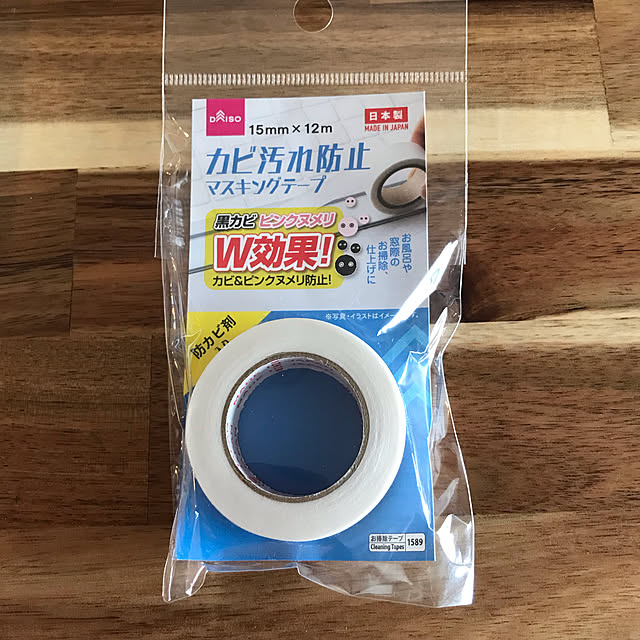 DAISO
日本製
MADE IN JAPAN
15mm×12m
カビ汚れ防止
マスキングテープ
黒カビ ピンクヌメリ
W効果!
カビ&ピンクヌメリ防止!
お風呂や
窓際の
お掃除、
仕上げに
※写真・イラストはイメー
防カビ剤
お掃除テープ
Cleaning Tapes
1589